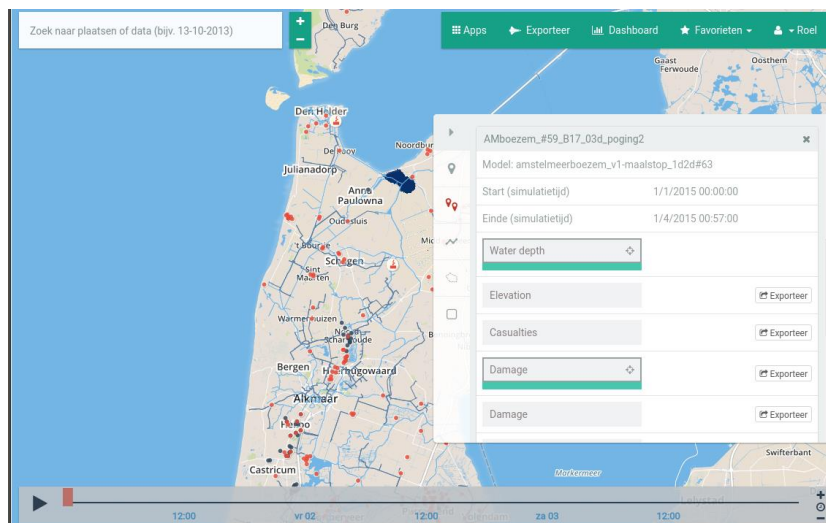 Zoek naar plaatsen of data (bijv. 13-10-2013)
+
−
Apps
Exporteer
Dashboard
Favorieten
Roel
Den Burg
Gaast
Ferwoude
Oosthem
Den Helder
De Kooy
Noordbur
Julianadorp
Anna
Paulowna
Oudesluis
't Bourtje
Schagen
Sint
Maarten
Warmenhuizen
Noord-
Scharwoude
Bergen
Heerhugowaard
Alkmaar
Heiloo
Castricum
AMboezem_#59_B17_03d_poging2
Model: amstelmeerboezem_v1-maalstop_1d2d#63
Start (simulatietijd) 1/1/2015 00:00:00
Einde (simulatietijd) 1/4/2015 00:57:00
Water depth
Elevation Exporteer
Casualties Exporteer
Damage Exporteer
Damage Exporteer
Swifterbant
Markermeer
Lelystad
12:00
vr 02
12:00
za 03
12:00
+
−